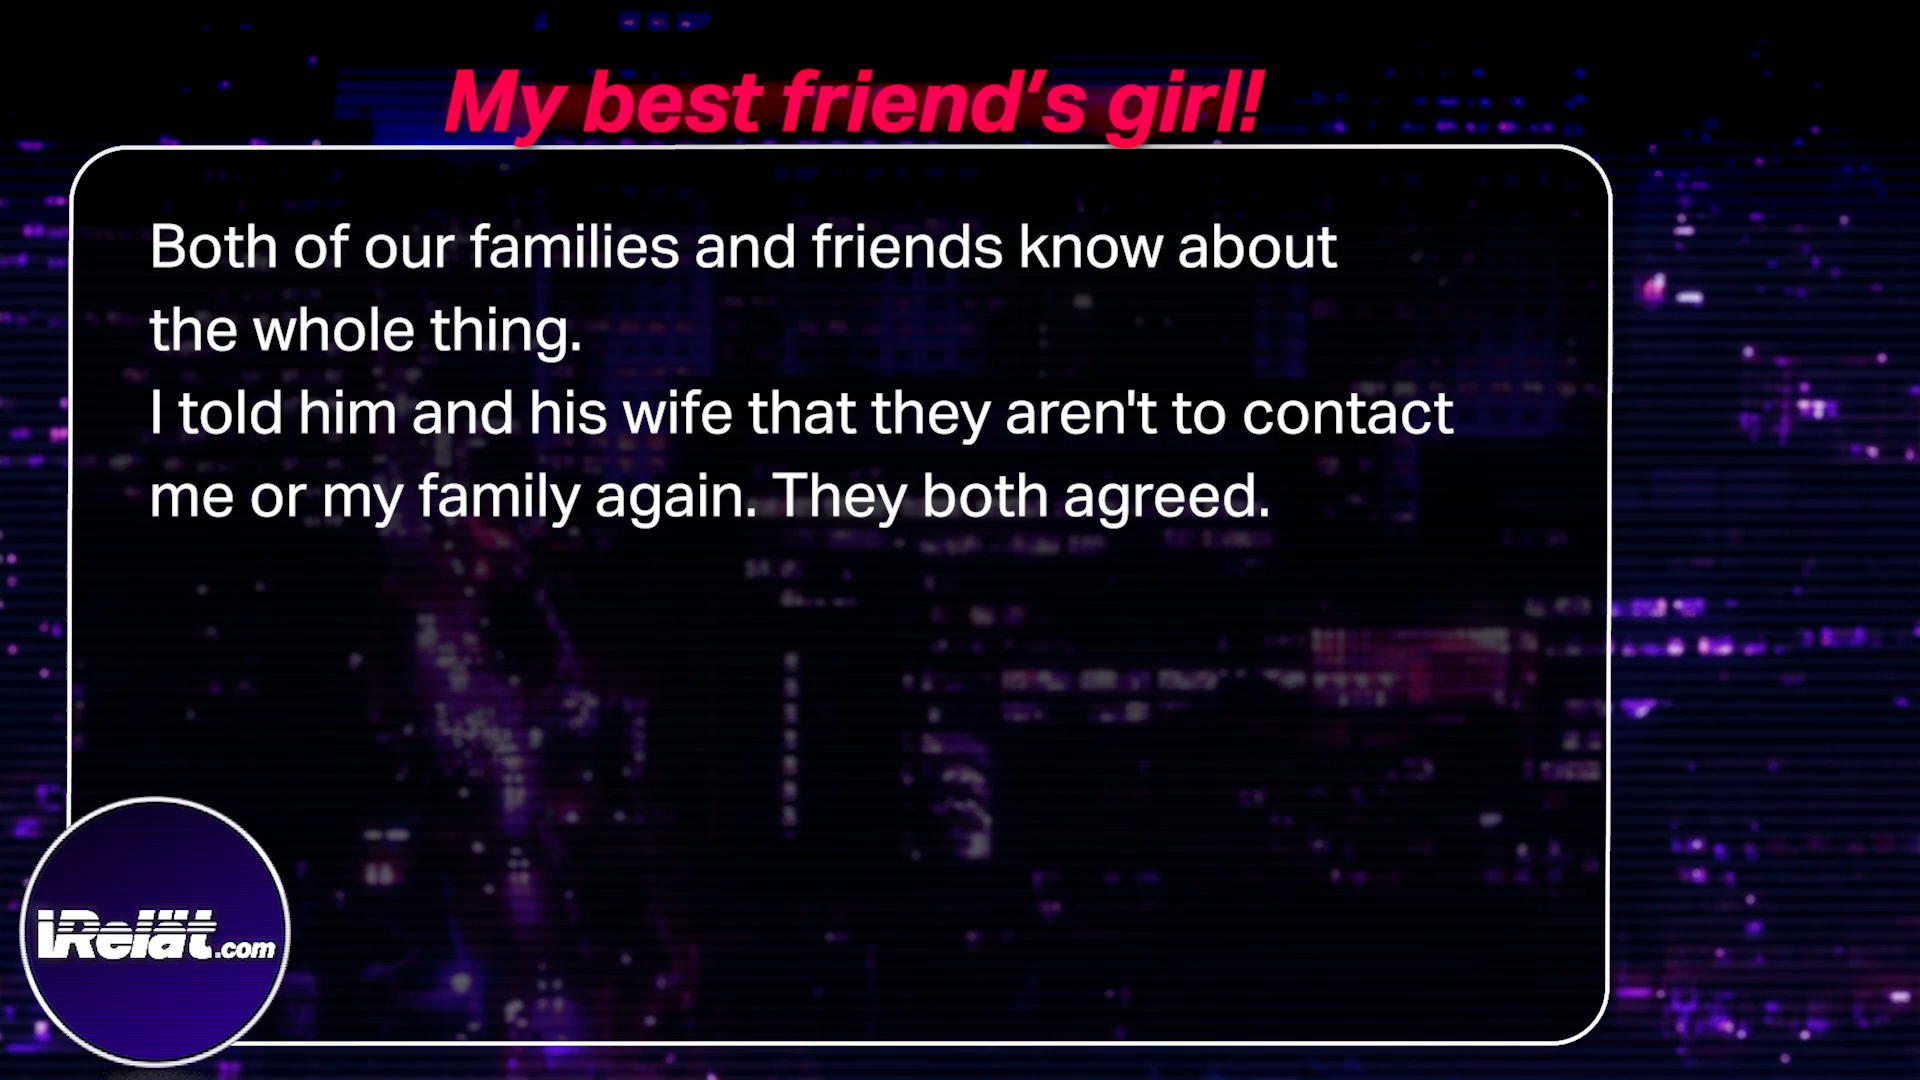 My best friend’s girl!
Both of our families and friends know about
the whole thing.
I told him and his wife that they aren't to contact
me or my family again. They both agreed.
iRelät.com